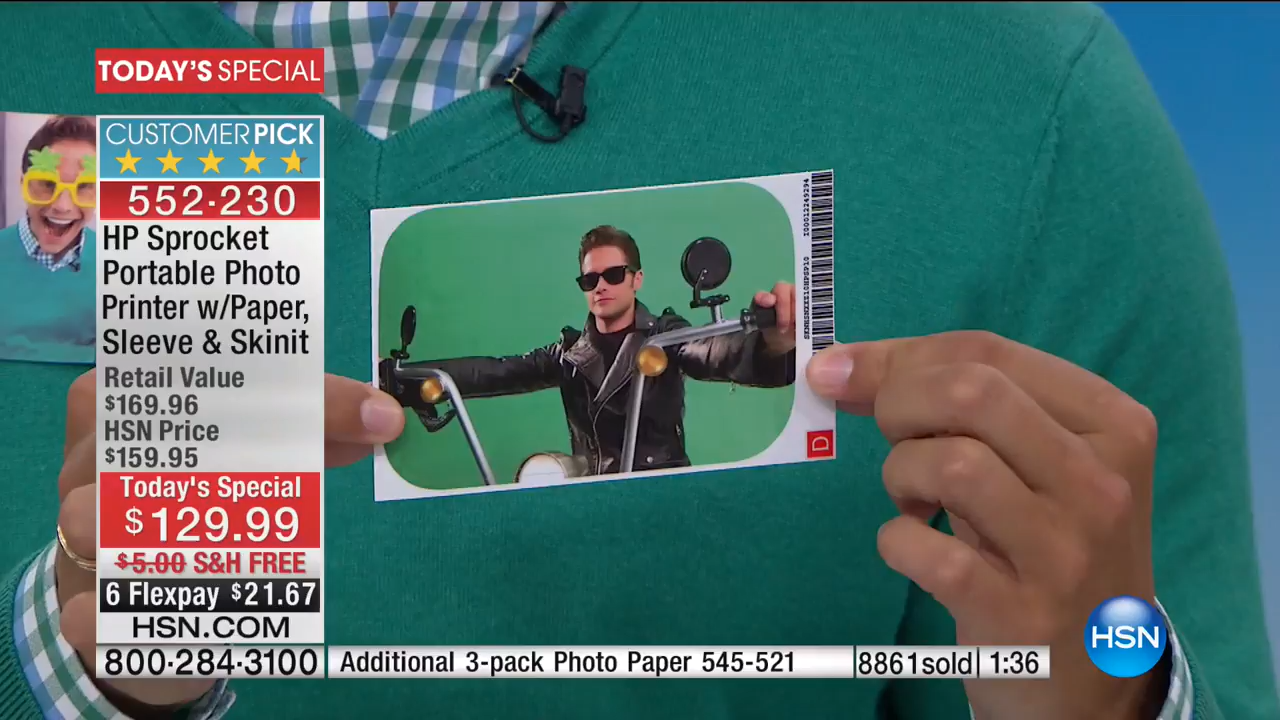 TODAY'S SPECIAL
CUSTOMERPICK
552·230
HP Sprocket
Portable Photo
Printer w/Paper,
Sleeve & Skinit
Retail Value
$169.96
HSN Price
$159.95
Today's Special
$129.99
$5.00 S&H FREE
6 Flexpay $21.67
HSN.COM
800·284·3100
Additional 3-pack Photo Paper 545-521
8861sold
1:36
HSN
D